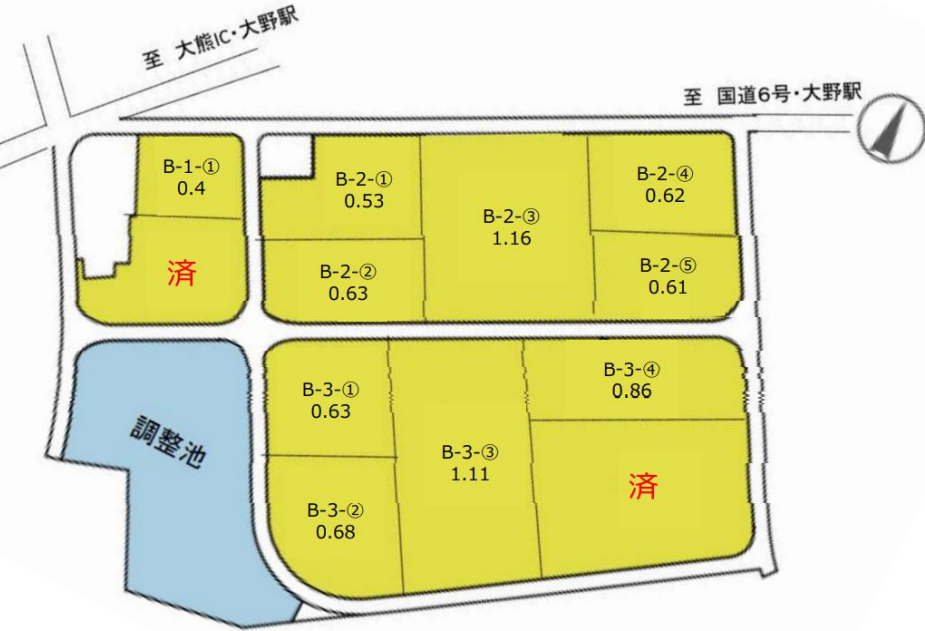 至 大熊IC・大野駅
至 国道6号・大野駅
B-1-①
0.4
済
B-2-①
0.53
B-2-②
0.63
B-2-③
1.16
B-2-④
0.62
B-2-⑤
0.61
調整池
B-3-①
0.63
B-3-②
0.68
B-3-③
1.11
B-3-④
0.86
済